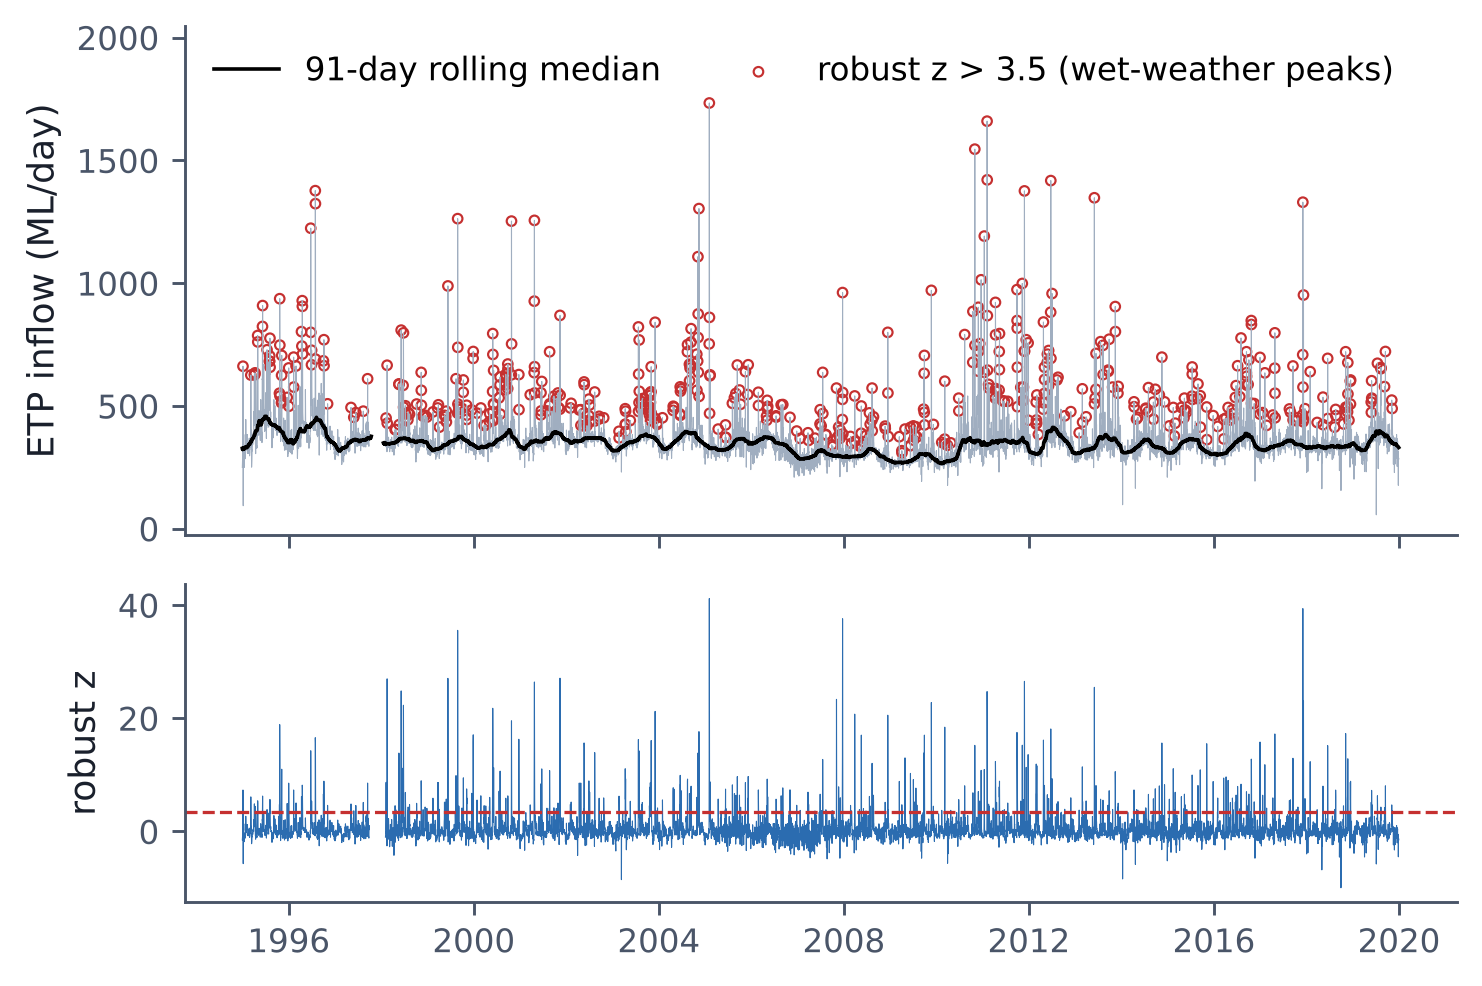 2000
91-day rolling median
robust z > 3.5 (wet-weather peaks)
1500
1000
500
0
ETP inflow (ML/day)
40
20
0
robust z
1996 2000 2004 2008 2012 2016 2020